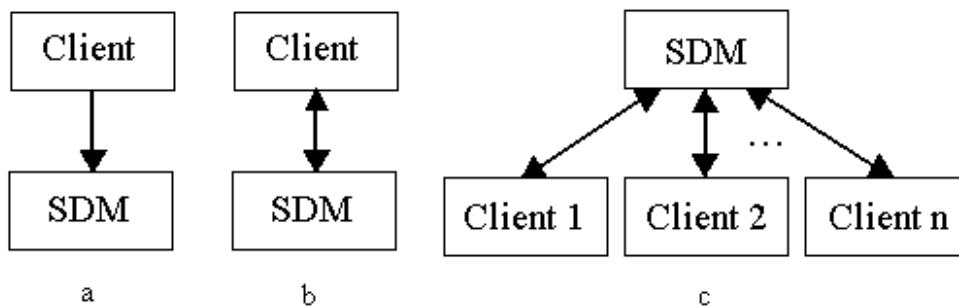 Client
SDM
a
Client
SDM
b
SDM
...
Client 1
Client 2
Client n
c